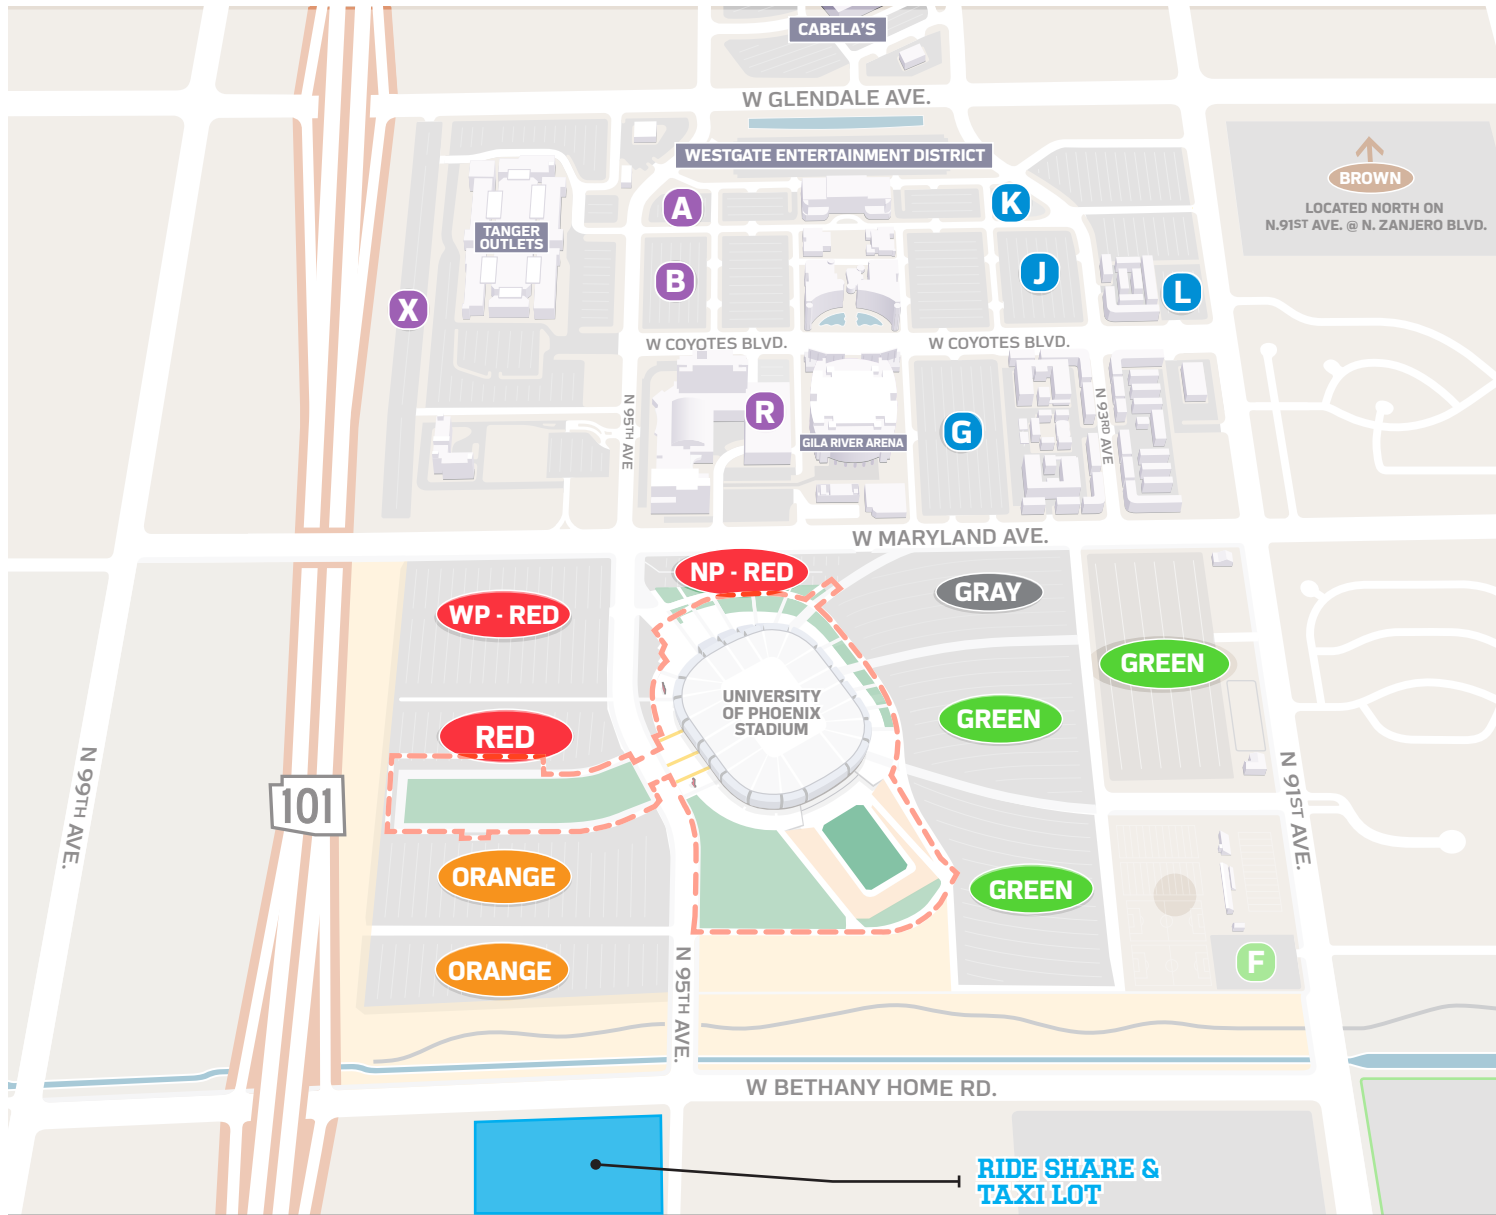 CABELA'S
W GLENDALE AVE.
WESTGATE ENTERTAINMENT DISTRICT
BROWN
LOCATED NORTH ON
N.91ST AVE. @ N. ZANJERO BLVD.
A
K
TANGER
OUTLETS
B
J
L
X
W COYOTES BLVD.
W COYOTES BLVD.
N 95TH AVE
R
GILA RIVER ARENA
G
N 93RD AVE
W MARYLAND AVE.
NP - RED
WP - RED
GRAY
GREEN
UNIVERSITY
OF PHOENIX
STADIUM
GREEN
RED
N 99TH AVE.
101
N 91ST AVE.
ORANGE
GREEN
ORANGE
F
N 95TH AVE.
W BETHANY HOME RD.
RIDE SHARE &
TAXI LOT